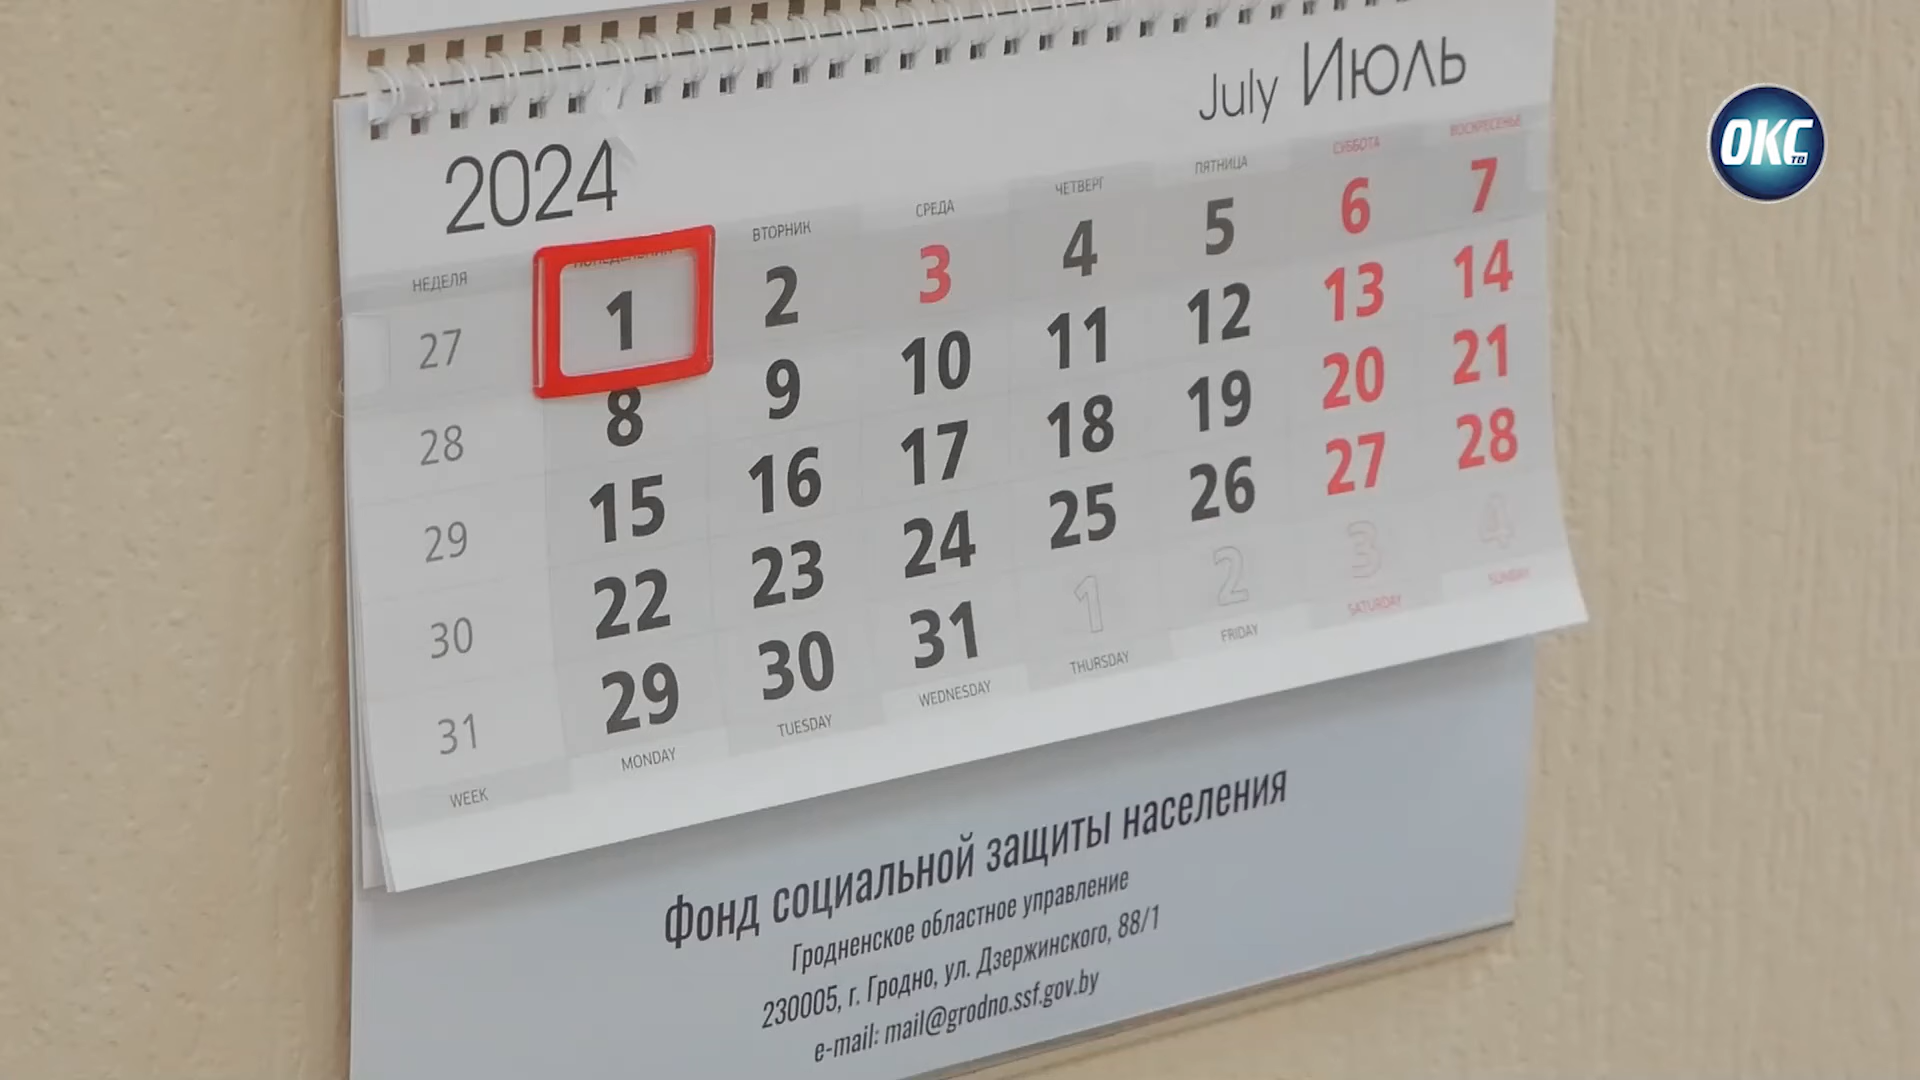 July Июль
ОКС ТВ
2024
НЕДЕЛЯ ПОНЕДЕЛЬНИК ВТОРНИК СРЕДА ЧЕТВЕРГ ПЯТНИЦА СУББОТА ВОСКРЕСЕНЬЕ
27 1 2 3 4 5 6 7
28 8 9 10 11 12 13 14
29 15 16 17 18 19 20 21
30 22 23 24 25 26 27 28
31 29 30 31 1 2 3 4
WEEK MONDAY TUESDAY WEDNESDAY THURSDAY FRIDAY SATURDAY SUNDAY
Фонд социальной защиты населения
Гродненское областное управление
230005, г. Гродно, ул. Дзержинского, 88/1
e-mail: mail@grodno.ssf.gov.by